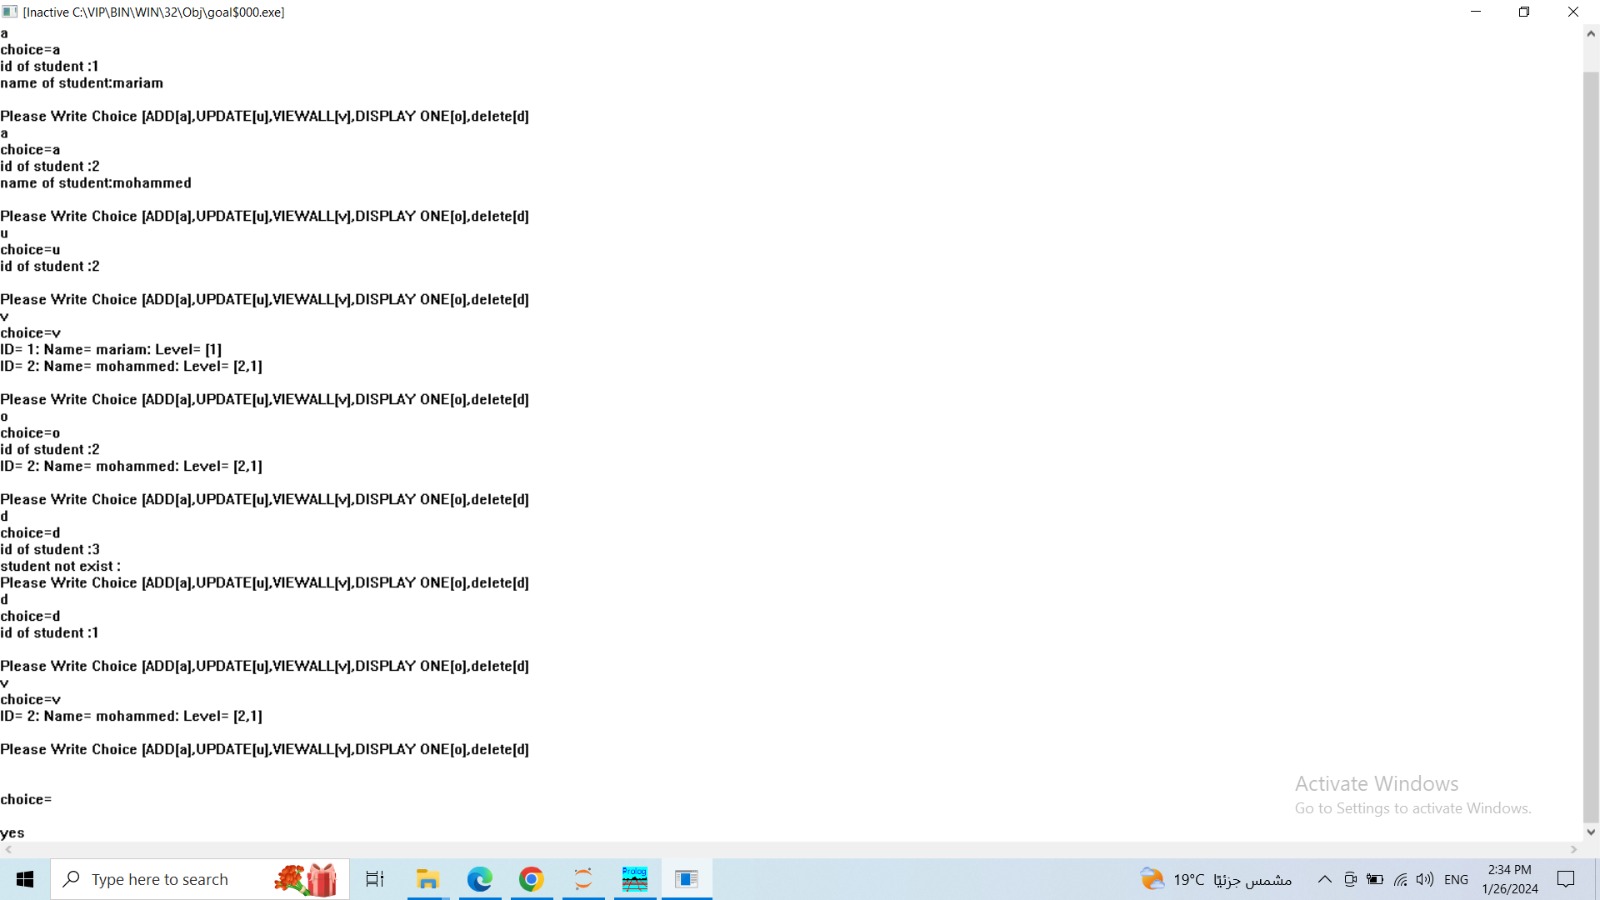 [Inactive C:\VIP\BIN\WIN\32\Obj\goal$000.exe]
a
choice=a
id of student :1
name of student:mariam
Please Write Choice [ADD[a],UPDATE[u],VIEWALL[v],DISPLAY ONE[o],delete[d]
a
choice=a
id of student :2
name of student:mohammed
Please Write Choice [ADD[a],UPDATE[u],VIEWALL[v],DISPLAY ONE[o],delete[d]
u
choice=u
id of student :2
Please Write Choice [ADD[a],UPDATE[u],VIEWALL[v],DISPLAY ONE[o],delete[d]
v
choice=v
ID= 1: Name= mariam: Level= [1]
ID= 2: Name= mohammed: Level= [2,1]
Please Write Choice [ADD[a],UPDATE[u],VIEWALL[v],DISPLAY ONE[o],delete[d]
o
choice=o
id of student :2
ID= 2: Name= mohammed: Level= [2,1]
Please Write Choice [ADD[a],UPDATE[u],VIEWALL[v],DISPLAY ONE[o],delete[d]
d
choice=d
id of student :3
student not exist :
Please Write Choice [ADD[a],UPDATE[u],VIEWALL[v],DISPLAY ONE[o],delete[d]
d
choice=d
id of student :1
Please Write Choice [ADD[a],UPDATE[u],VIEWALL[v],DISPLAY ONE[o],delete[d]
v
choice=v
ID= 2: Name= mohammed: Level= [2,1]
Please Write Choice [ADD[a],UPDATE[u],VIEWALL[v],DISPLAY ONE[o],delete[d]
choice=
yes
Activate Windows
Go to Settings to activate Windows.
Type here to search
Prolog
19°C مشمس جزئيًا
ENG
2:34 PM
1/26/2024